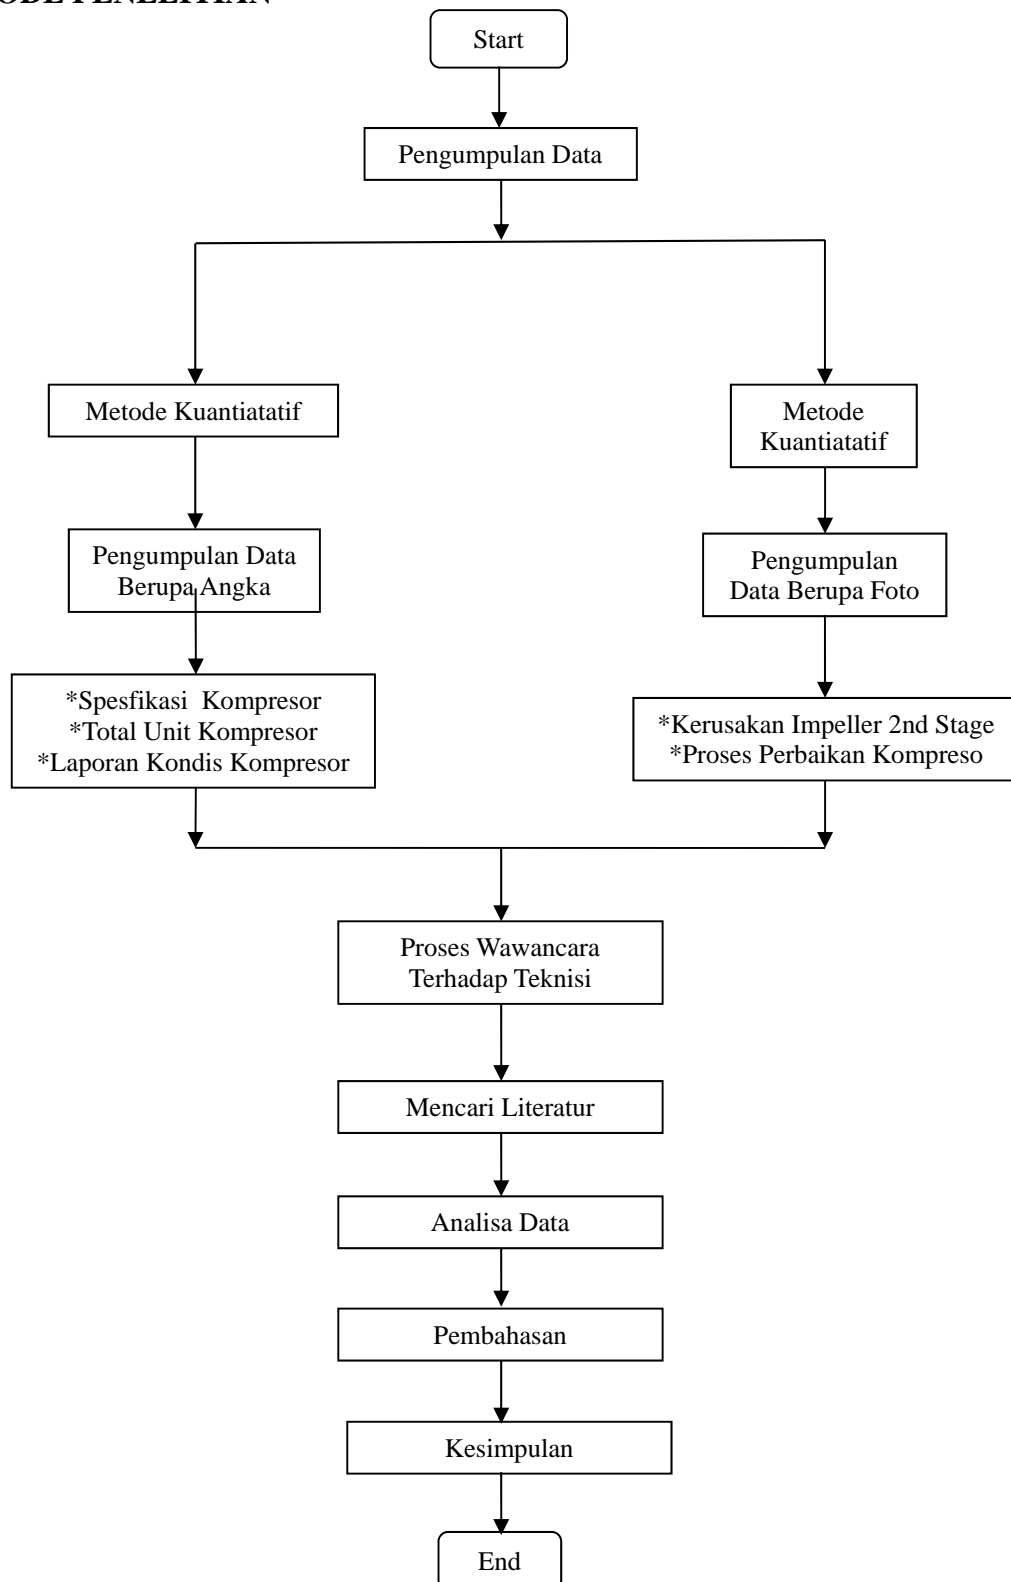 Start
Pengumpulan Data
Metode Kuantiatatif
Pengumpulan Data
Berupa Angka
*Spesfikasi  Kompresor
*Total Unit Kompresor
*Laporan Kondis Kompresor
Metode
Kuantiatatif
Pengumpulan
Data Berupa Foto
*Kerusakan Impeller 2nd Stage
*Proses Perbaikan Kompreso
Proses Wawancara
Terhadap Teknisi
Mencari Literatur
Analisa Data
Pembahasan
Kesimpulan
End